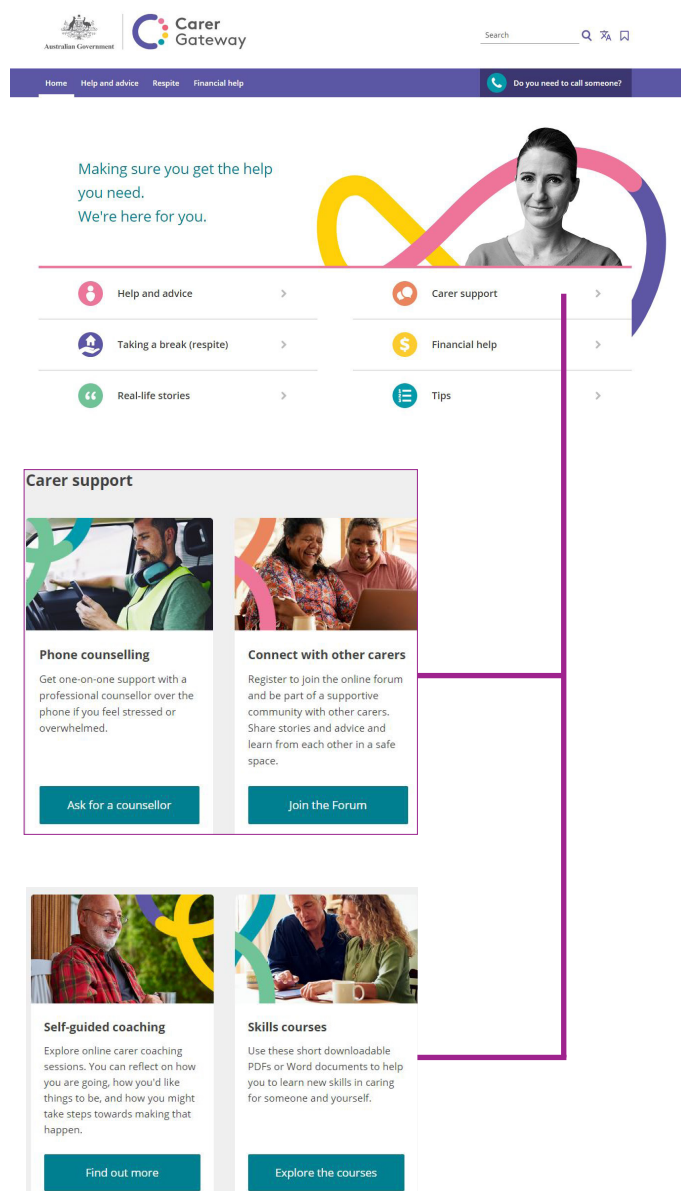 Australian Government
Carer
Gateway
Search
Home Help and advice Respite Financial help
Do you need to call someone?
Making sure you get the help
you need.
We're here for you.
Help and advice
Carer support
Taking a break (respite)
Financial help
Real-life stories
Tips
Carer support
Phone counselling
Get one-on-one support with a
professional counsellor over the
phone if you feel stressed or
overwhelmed.
Ask for a counsellor
Connect with other carers
Register to join the online forum
and be part of a supportive
community with other carers.
Share stories and advice and
learn from each other in a safe
space.
Join the Forum
Self-guided coaching
Explore online carer coaching
sessions. You can reflect on how
you are going, how you'd like
things to be, and how you might
take steps towards making that
happen.
Find out more
Skills courses
Use these short downloadable
PDFs or Word documents to help
you to learn new skills in caring
for someone and yourself.
Explore the courses